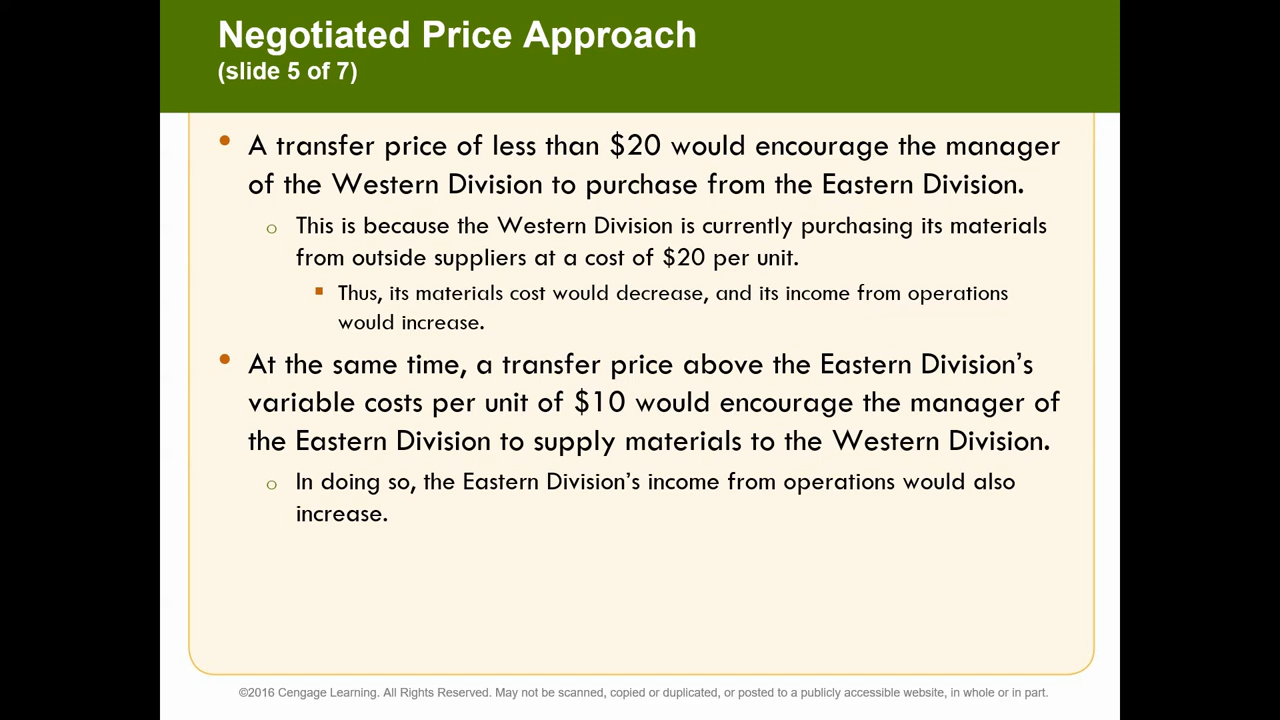 Negotiated Price Approach
(slide 5 of 7)
• A transfer price of less than $20 would encourage the manager
of the Western Division to purchase from the Eastern Division.
o This is because the Western Division is currently purchasing its materials
from outside suppliers at a cost of $20 per unit.
▪ Thus, its materials cost would decrease, and its income from operations
would increase.
• At the same time, a transfer price above the Eastern Division’s
variable costs per unit of $10 would encourage the manager of
the Eastern Division to supply materials to the Western Division.
o In doing so, the Eastern Division’s income from operations would also
increase.
©2016 Cengage Learning. All Rights Reserved. May not be scanned, copied or duplicated, or posted to a publicly accessible website, in whole or in part.